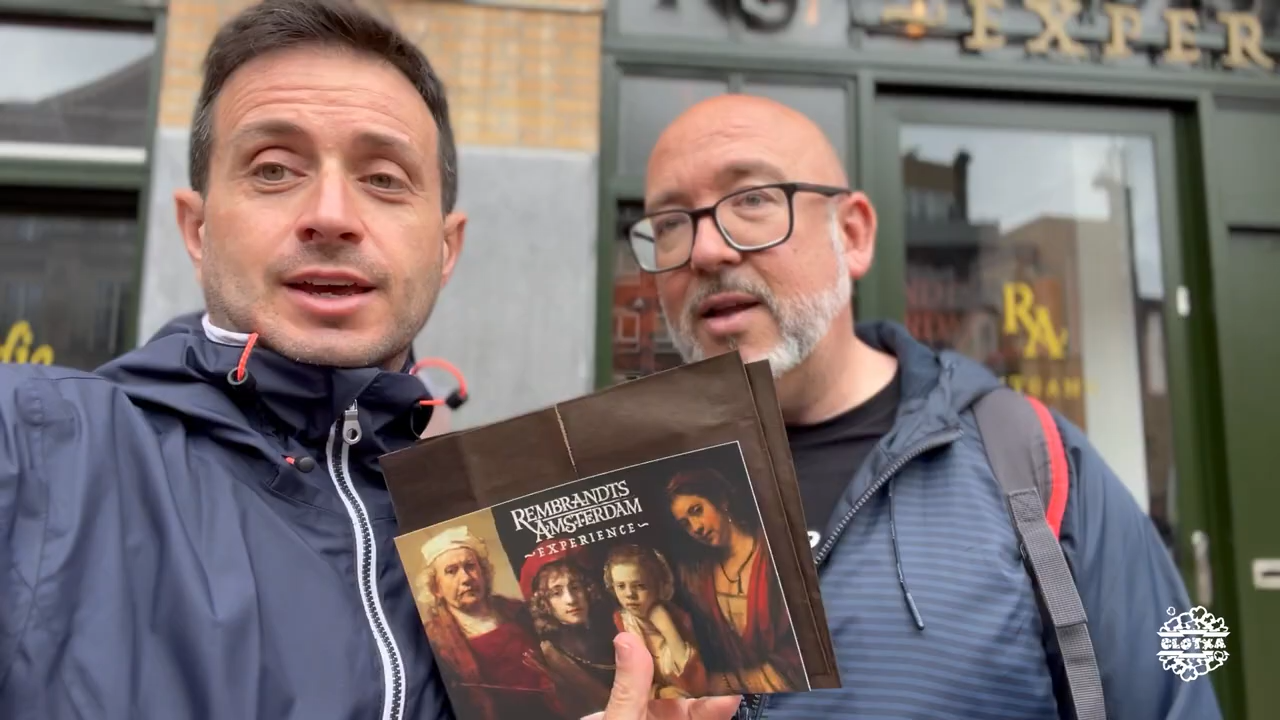 EXPER
RA
REMBRANDTS
AMSTERDAM
~EXPERIENCE~
CLOTXA